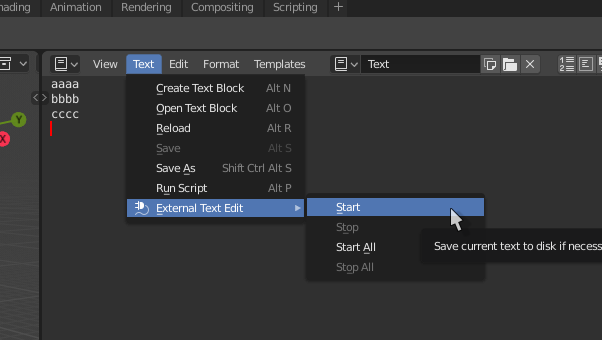 ading Animation Rendering Compositing Scripting +
View Text Edit Format Templates Text
aaaa
bbbb
cccc
Create Text Block Alt N
Open Text Block Alt O
Reload Alt R
Save Alt S
Save As Shift Ctrl Alt S
Run Script Alt P
External Text Edit
Start
Stop
Start All
Stop All
Save current text to disk if necess
Y
X